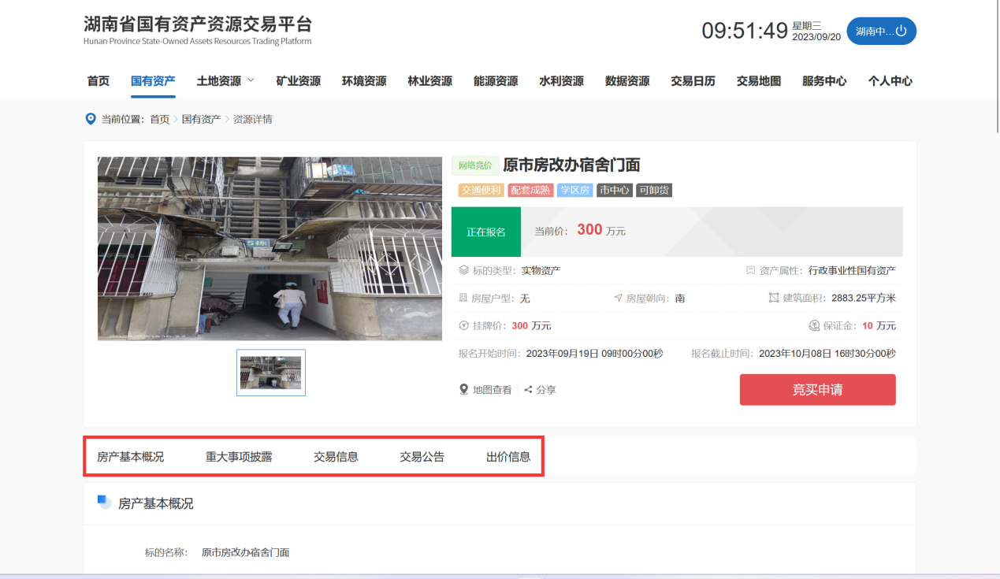 湖南省国有资产资源交易平台
Hunan Province State-Owned Assets Resources Trading Platform
09:51:49 星期三 2023/09/20 湖南中...
首页 国有资产 土地资源 矿业资源 环境资源 林业资源 能源资源 水利资源 数据资源 交易日历 交易地图 服务中心 个人中心
当前位置: 首页 > 国有资产 > 资源详情
网络竞价 原市房改办宿舍门面
交通便利 配套成熟 学区房 市中心 可卸货
正在报名 当前价: 300 万元
标的类型: 实物资产 资产属性: 行政事业性国有资产
房屋户型: 无 房屋朝向: 南 建筑面积: 2883.25平方米
挂牌价: 300 万元 保证金: 10 万元
报名开始时间: 2023年09月19日 09时00分00秒 报名截止时间: 2023年10月08日 16时30分00秒
地图查看 分享 竞买申请
5栋
房产基本概况 重大事项披露 交易信息 交易公告 出价信息
房产基本概况
标的名称: 原市房改办宿舍门面